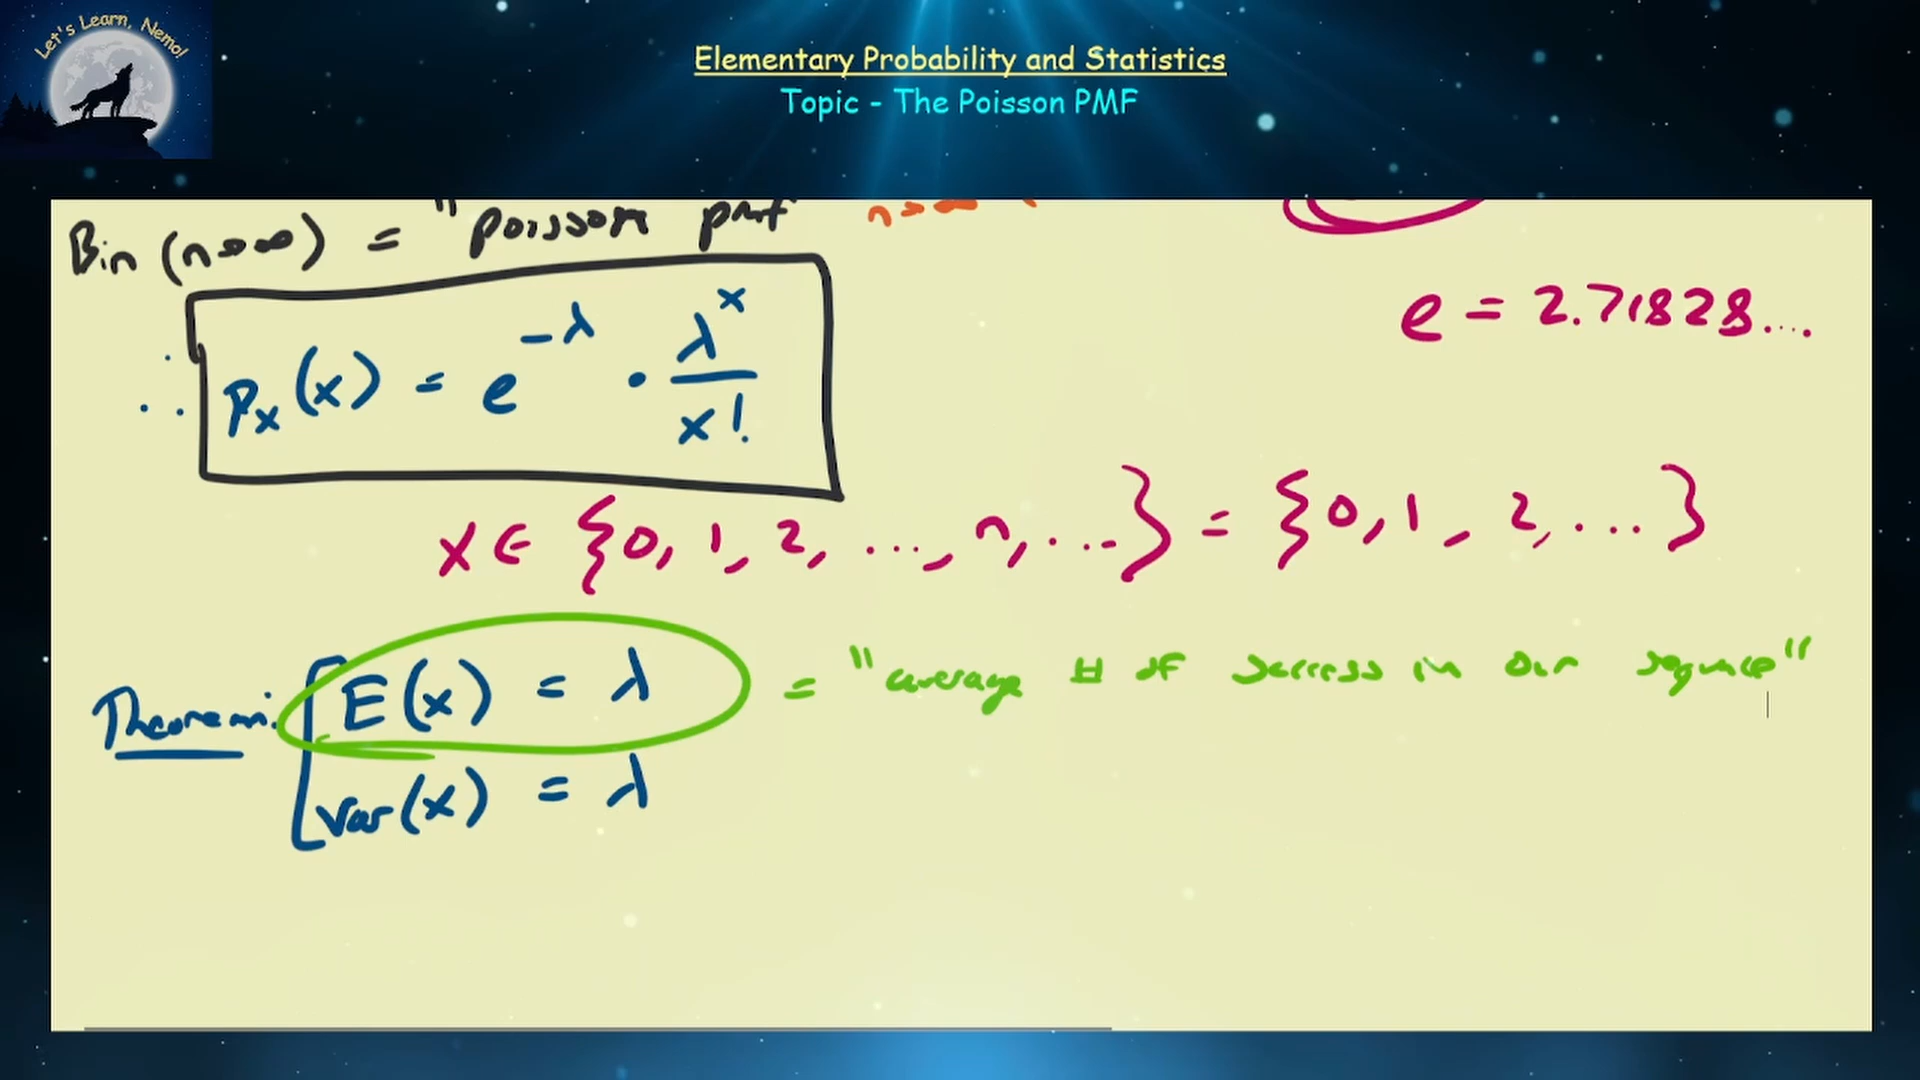 Let's Learn, Nemo!
Elementary Probability and Statistics
Topic - The Poisson PMF
Bin (n→∞) = "Poisson pmf" n→∞
e = 2.71828...
∴ p_X(x) = e^{-λ} · λ^x / x!
x ∈ {0, 1, 2, ..., n, ...} = {0, 1, 2, ...}
Theorem: E(X) = λ = "average # of success in our sequence"
Var(X) = λ